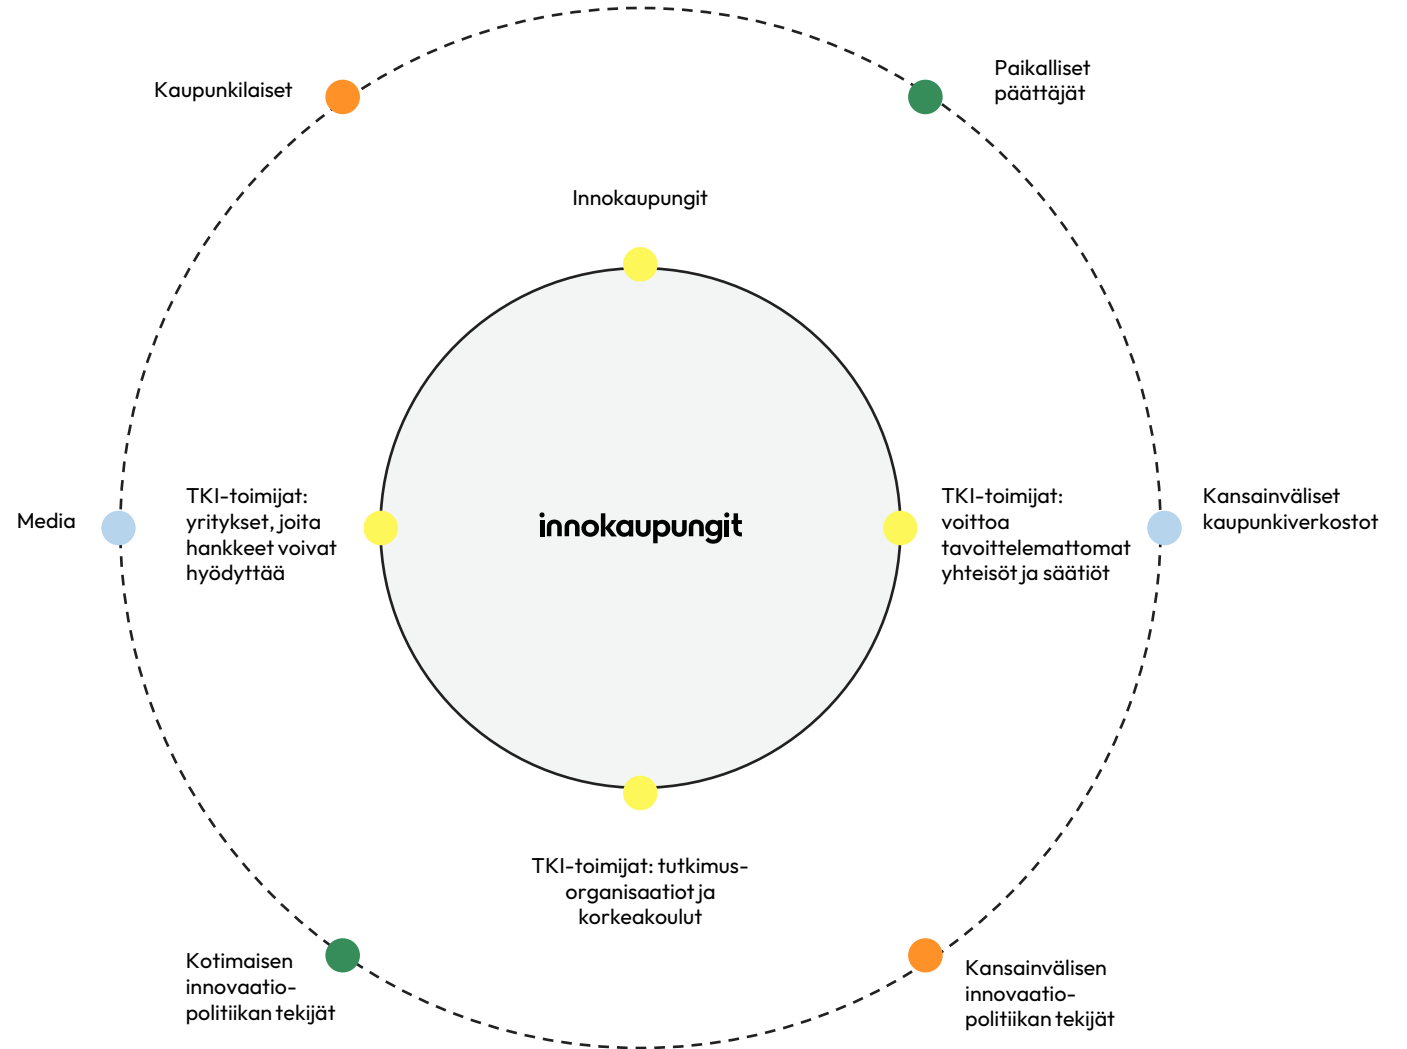 Kaupunkilaiset
Paikalliset
päättäjät
Innokaupungit
Media
TKI-toimijat:
yritykset, joita
hankkeet voivat
hyödyttää
innokaupungit
TKI-toimijat:
voittoa
tavoittelemattomat
yhteisöt ja säätiöt
Kansainväliset
kaupunkiverkostot
TKI-toimijat: tutkimus-
organisaatiot ja
korkeakoulut
Kotimaisen
innovaatio-
politiikan tekijät
Kansainvälisen
innovaatio-
politiikan tekijät